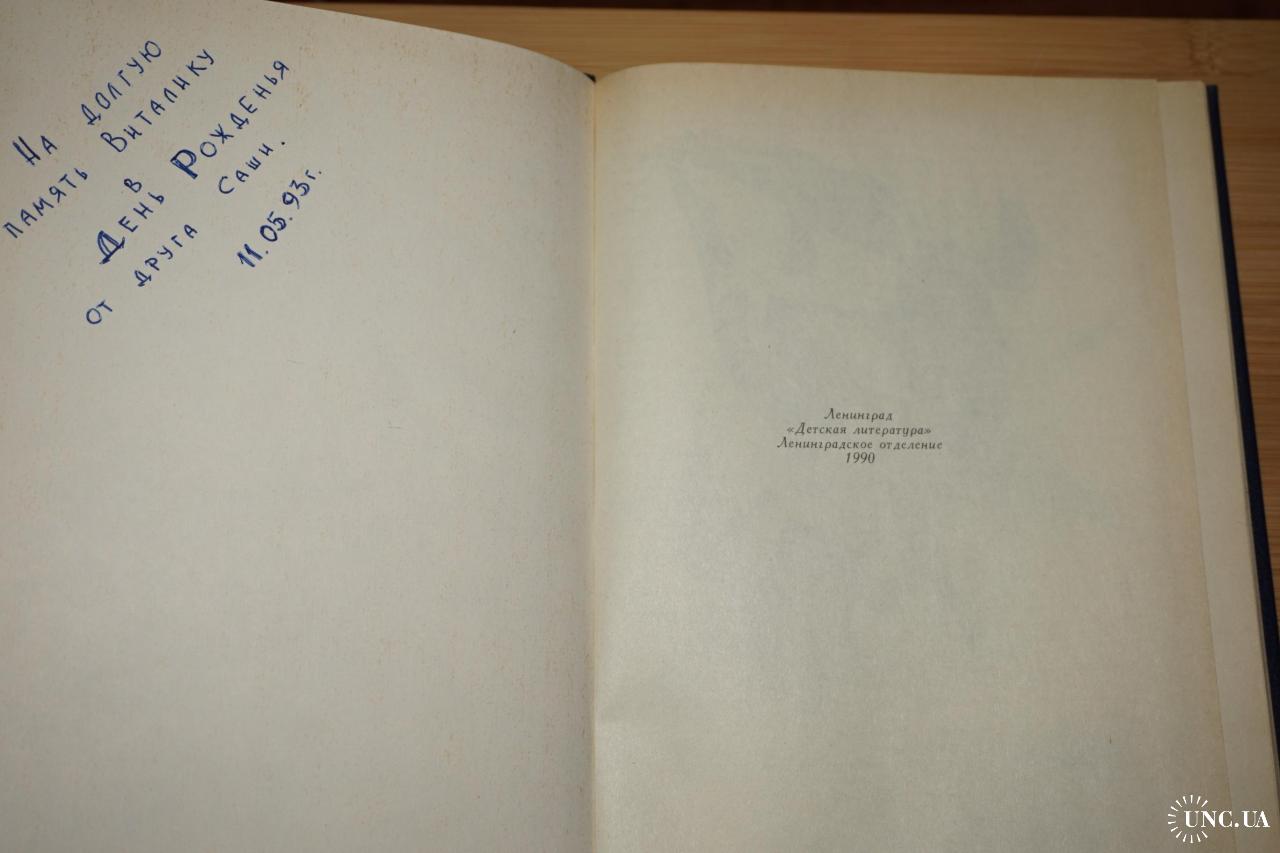 На долгую
память Виталику
в
День Рожденья
от друга Саши.
11.05.93г.
Ленинград
«Детская литература»
Ленинградское отделение
1990
UNC.UA